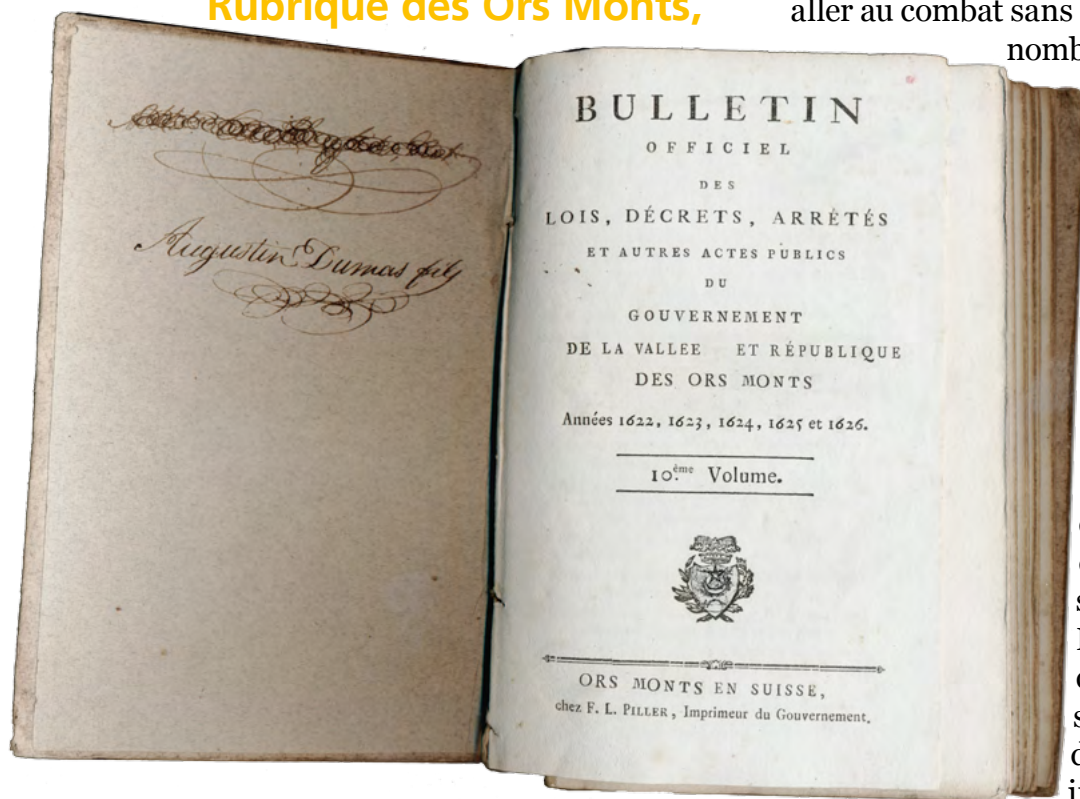 Rubrique des Ors Monts,
aller au combat sans
Augustin Dumas fils
BULLETIN
OFFICIEL
DES
LOIS, DÉCRETS, ARRÊTÉS
ET AUTRES ACTES PUBLICS
DU
GOUVERNEMENT
DE LA VALLEE ET RÉPUBLIQUE
DES ORS MONTS
Années 1622, 1623, 1624, 1625 et 1626.
10.ème Volume.
ORS MONTS EN SUISSE,
chez F. L. PILLER, Imprimeur du Gouvernement.